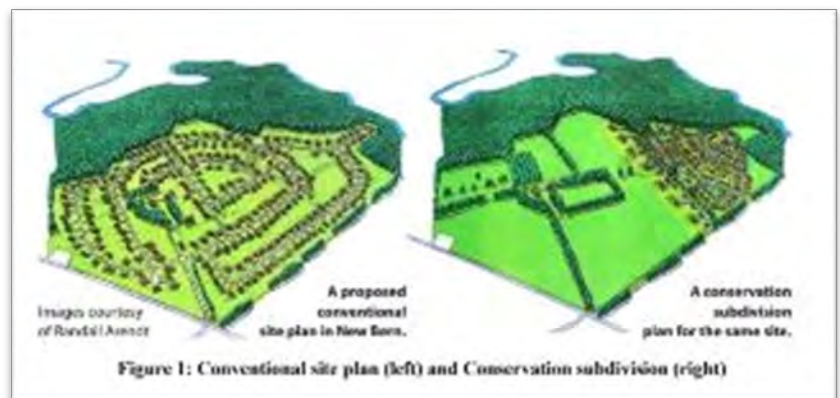 Images courtesy
of Randall Arendt
A proposed
conventional
site plan in New Bern.
A conservation
subdivision
plan for the same site.
Figure 1: Conventional site plan (left) and Conservation subdivision (right)